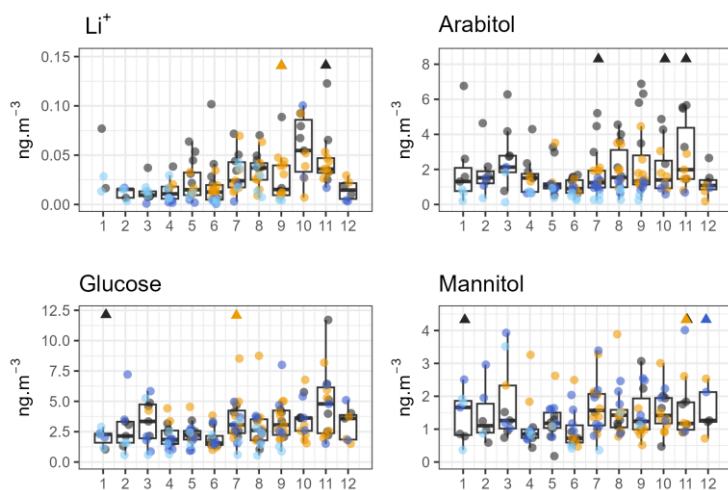 Li⁺
Arabitol
ng.m⁻³
0.15
0.10
0.05
0.00
1 2 3 4 5 6 7 8 9 10 11 12
ng.m⁻³
8
6
4
2
0
1 2 3 4 5 6 7 8 9 10 11 12
Glucose
Mannitol
ng.m⁻³
12.5
10.0
7.5
5.0
2.5
0.0
1 2 3 4 5 6 7 8 9 10 11 12
ng.m⁻³
4
3
2
1
0
1 2 3 4 5 6 7 8 9 10 11 12